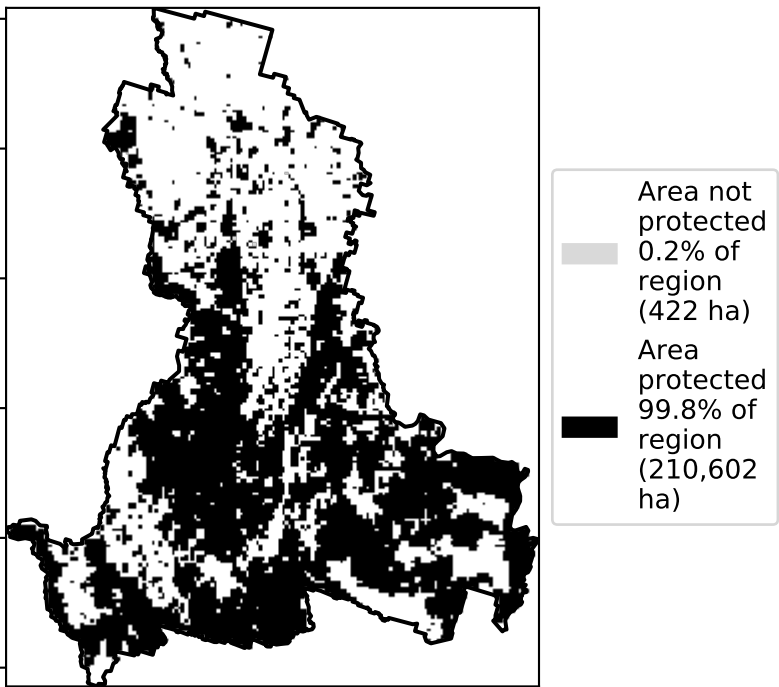 Area not
protected
0.2% of
region
(422 ha)
Area
protected
99.8% of
region
(210,602
ha)